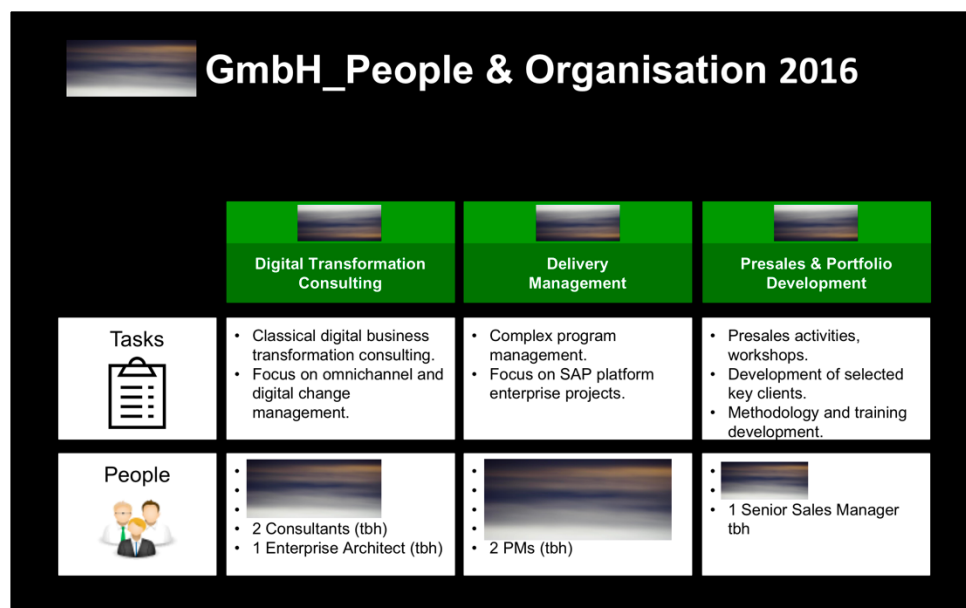 GmbH_People & Organisation 2016
Digital Transformation
Consulting
Delivery
Management
Presales & Portfolio
Development
Tasks
• Classical digital business
transformation consulting.
• Focus on omnichannel and
digital change
management.
• Complex program
management.
• Focus on SAP platform
enterprise projects.
• Presales activities,
workshops.
• Development of selected
key clients.
• Methodology and training
development.
People
• 2 Consultants (tbh)
• 1 Enterprise Architect (tbh)
• 2 PMs (tbh)
• 1 Senior Sales Manager
tbh